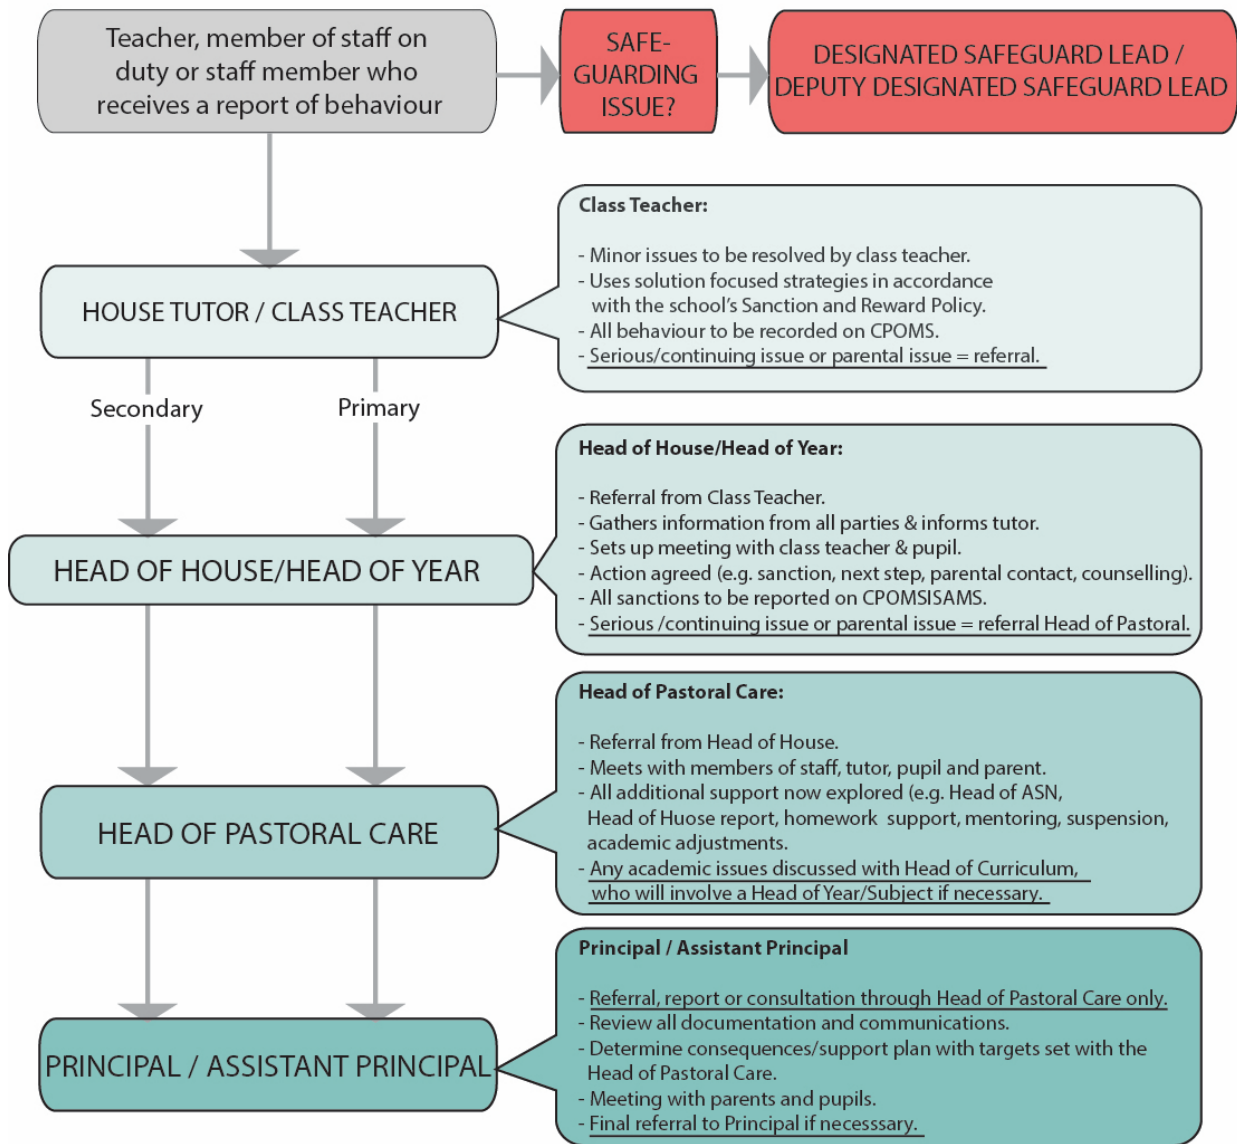 Teacher, member of staff on
duty or staff member who
receives a report of behaviour
SAFE-
GUARDING
ISSUE?
DESIGNATED SAFEGUARD LEAD /
DEPUTY DESIGNATED SAFEGUARD LEAD
HOUSE TUTOR / CLASS TEACHER
Class Teacher:
- Minor issues to be resolved by class teacher.
- Uses solution focused strategies in accordance
with the school's Sanction and Reward Policy.
- All behaviour to be recorded on CPOMS.
- Serious/continuing issue or parental issue = referral.
Secondary
Primary
HEAD OF HOUSE/HEAD OF YEAR
Head of House/Head of Year:
- Referral from Class Teacher.
- Gathers information from all parties & informs tutor.
- Sets up meeting with class teacher & pupil.
- Action agreed (e.g. sanction, next step, parental contact, counselling).
- All sanctions to be reported on CPOMSISAMS.
- Serious /continuing issue or parental issue = referral Head of Pastoral.
HEAD OF PASTORAL CARE
Head of Pastoral Care:
- Referral from Head of House.
- Meets with members of staff, tutor, pupil and parent.
- All additional support now explored (e.g. Head of ASN,
Head of Huose report, homework support, mentoring, suspension,
academic adjustments.
- Any academic issues discussed with Head of Curriculum,
who will involve a Head of Year/Subject if necessary.
PRINCIPAL / ASSISTANT PRINCIPAL
Principal / Assistant Principal
- Referral, report or consultation through Head of Pastoral Care only.
- Review all documentation and communications.
- Determine consequences/support plan with targets set with the
Head of Pastoral Care.
- Meeting with parents and pupils.
- Final referral to Principal if necesssary.